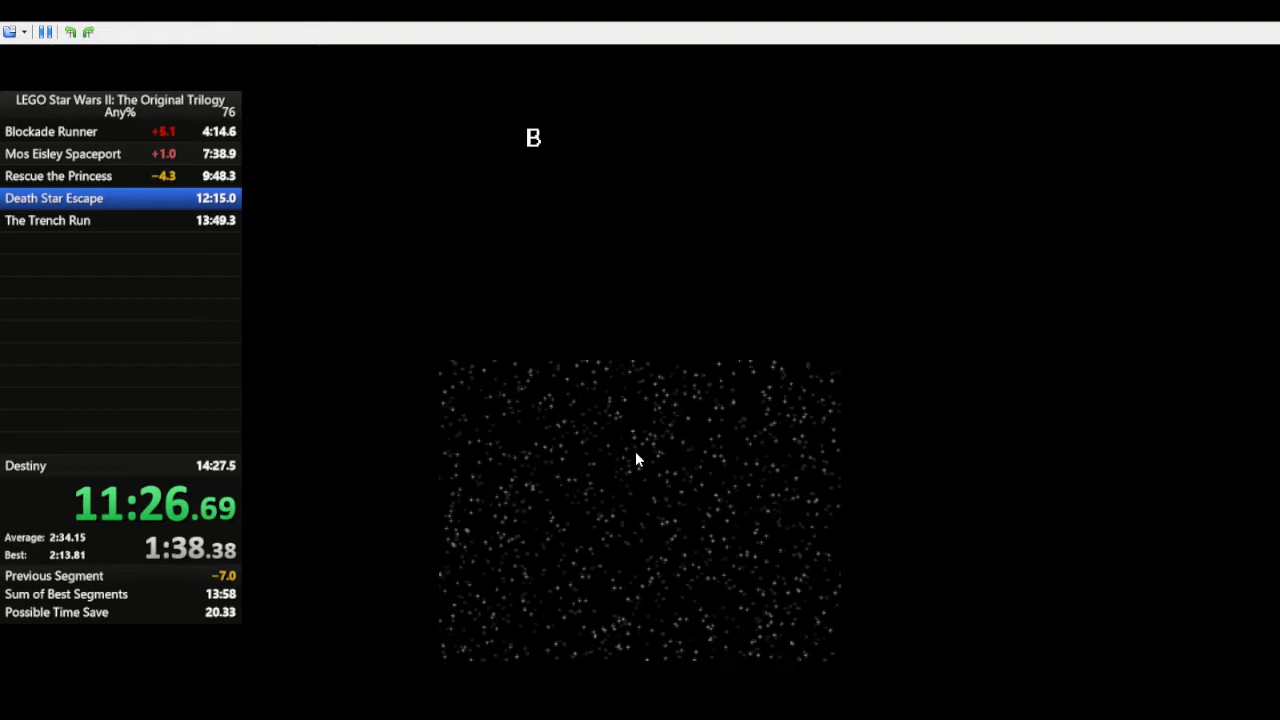 LEGO Star Wars II: The Original Trilogy
Any% 76
Blockade Runner +5.1 4:14.6
Mos Eisley Spaceport +1.0 7:38.9
Rescue the Princess −4.3 9:48.3
Death Star Escape 12:15.0
The Trench Run 13:49.3
Destiny 14:27.5
11:26.69
Average: 2:34.15
Best: 2:13.81
1:38.38
Previous Segment −7.0
Sum of Best Segments 13:58
Possible Time Save 20.33
B